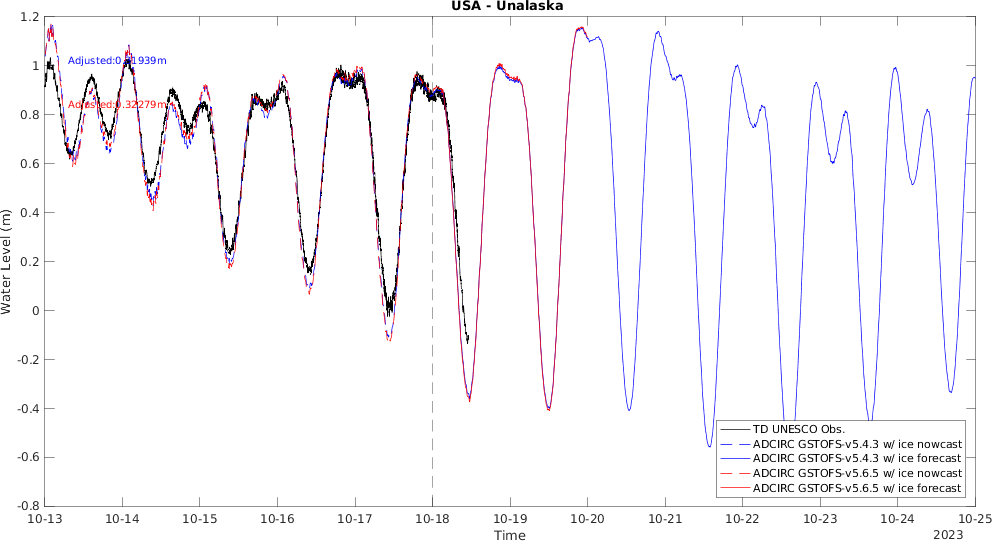 USA - Unalaska
1.2
1
0.8
0.6
0.4
0.2
0
-0.2
-0.4
-0.6
-0.8
Water Level (m)
Adjusted:0.32279m
TD UNESCO Obs.
ADCIRC GSTOFS-v5.4.3 w/ ice nowcast
ADCIRC GSTOFS-v5.4.3 w/ ice forecast
ADCIRC GSTOFS-v5.6.5 w/ ice nowcast
ADCIRC GSTOFS-v5.6.5 w/ ice forecast
10-13 10-14 10-15 10-16 10-17 10-18 10-19 10-20 10-21 10-22 10-23 10-24 10-25
Time
2023